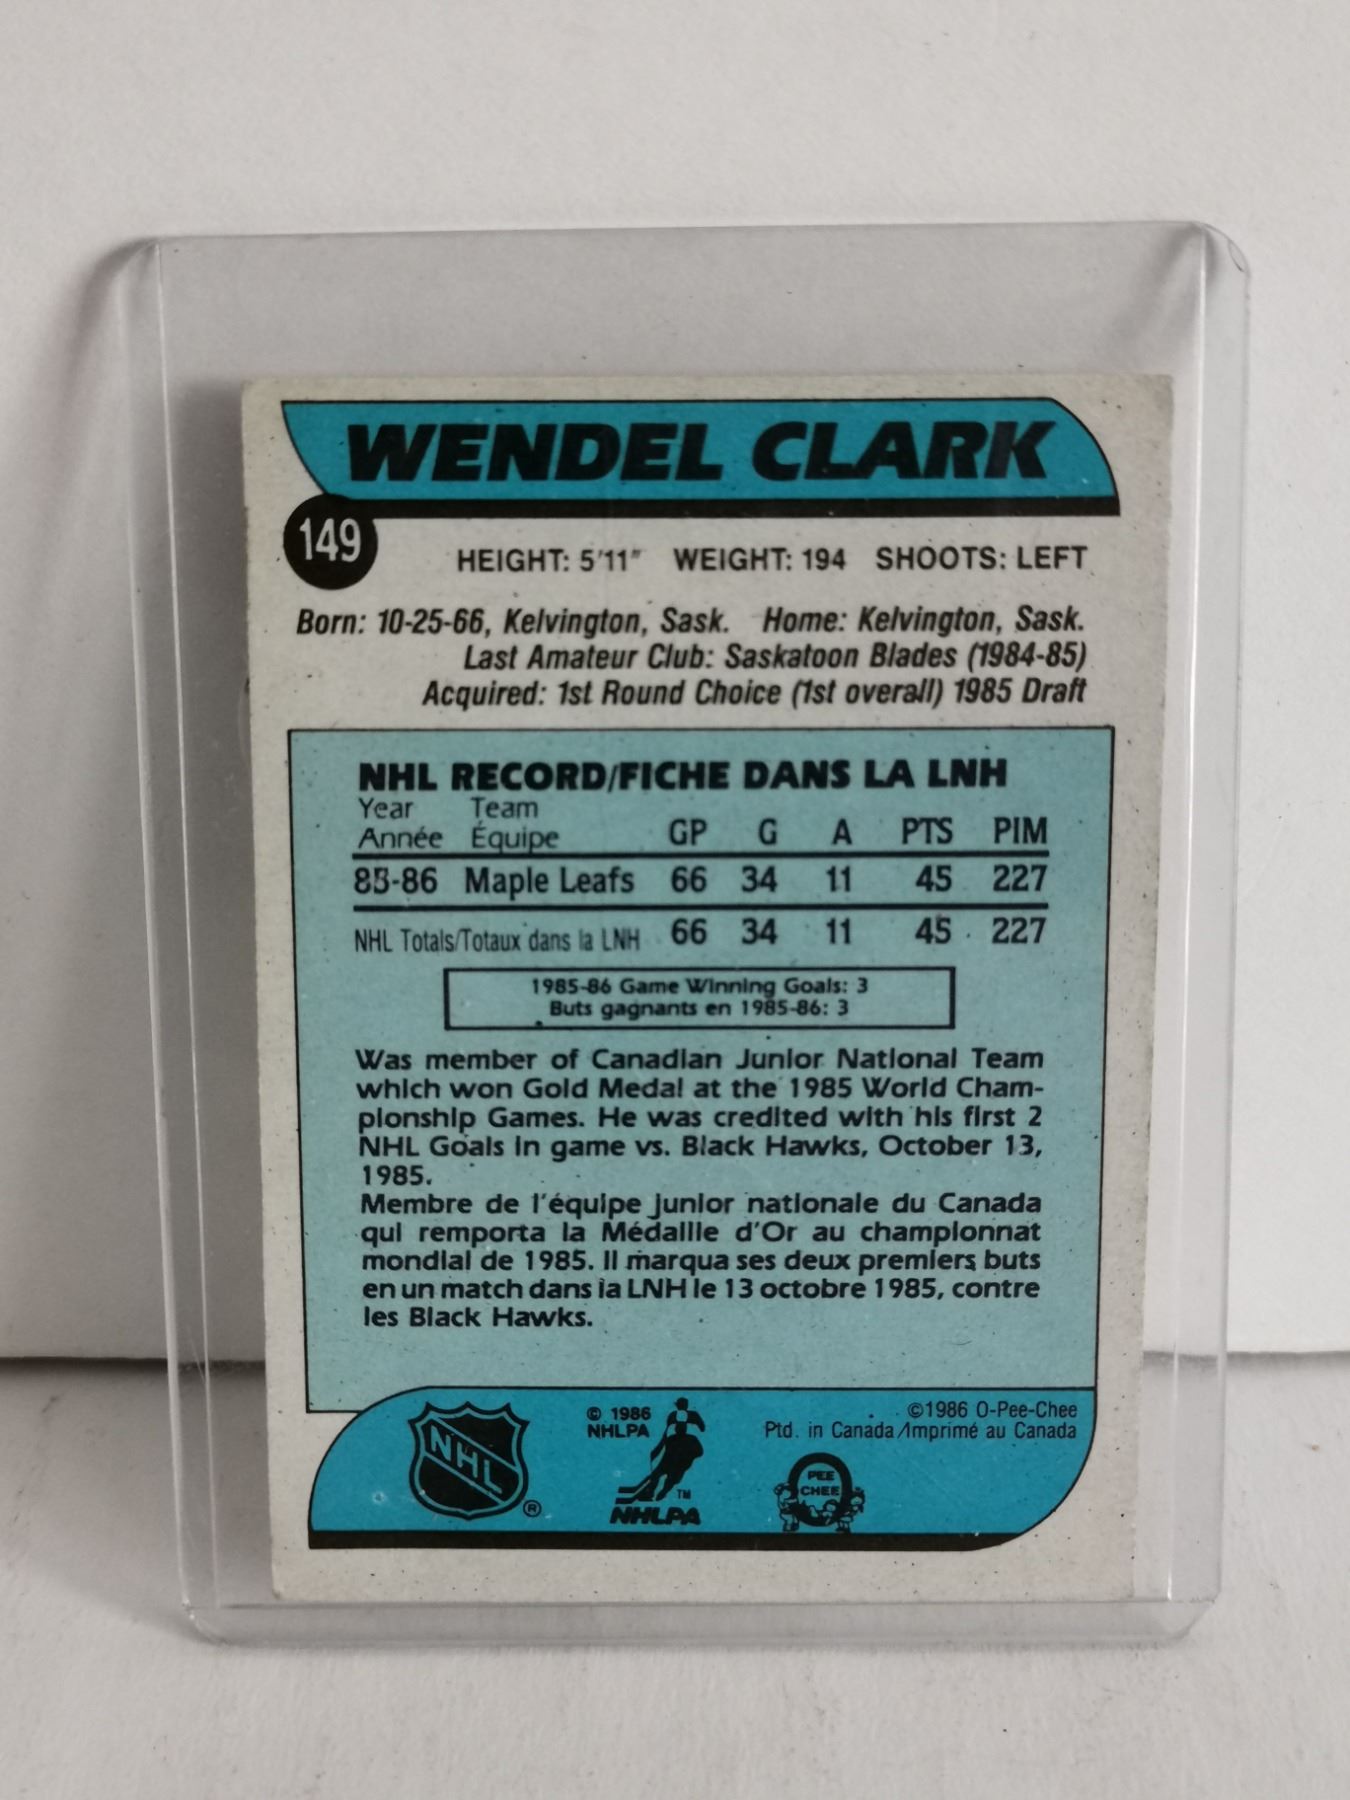 WENDEL CLARK
149
HEIGHT: 5'11" WEIGHT: 194 SHOOTS: LEFT
Born: 10-25-66, Kelvington, Sask. Home: Kelvington, Sask.
Last Amateur Club: Saskatoon Blades (1984-85)
Acquired: 1st Round Choice (1st overall) 1985 Draft
NHL RECORD/FICHE DANS LA LNH
Year Team
Année Équipe GP G A PTS PIM
85-86 Maple Leafs 66 34 11 45 227
NHL Totals/Totaux dans la LNH 66 34 11 45 227
1985-86 Game Winning Goals: 3
Buts gagnants en 1985-86: 3
Was member of Canadian Junior National Team
which won Gold Medal at the 1985 World Cham-
pionship Games. He was credited with his first 2
NHL Goals in game vs. Black Hawks, October 13,
1985.
Membre de l'équipe junior nationale du Canada
qui remporta la Médaille d'Or au championnat
mondial de 1985. Il marqua ses deux premiers buts
en un match dans la LNH le 13 octobre 1985, contre
les Black Hawks.
NHL ®
© 1986
NHLPA
TM
NHLPA
©1986 O-Pee-Chee
Ptd. in Canada/Imprimé au Canada
PEE
CHEE